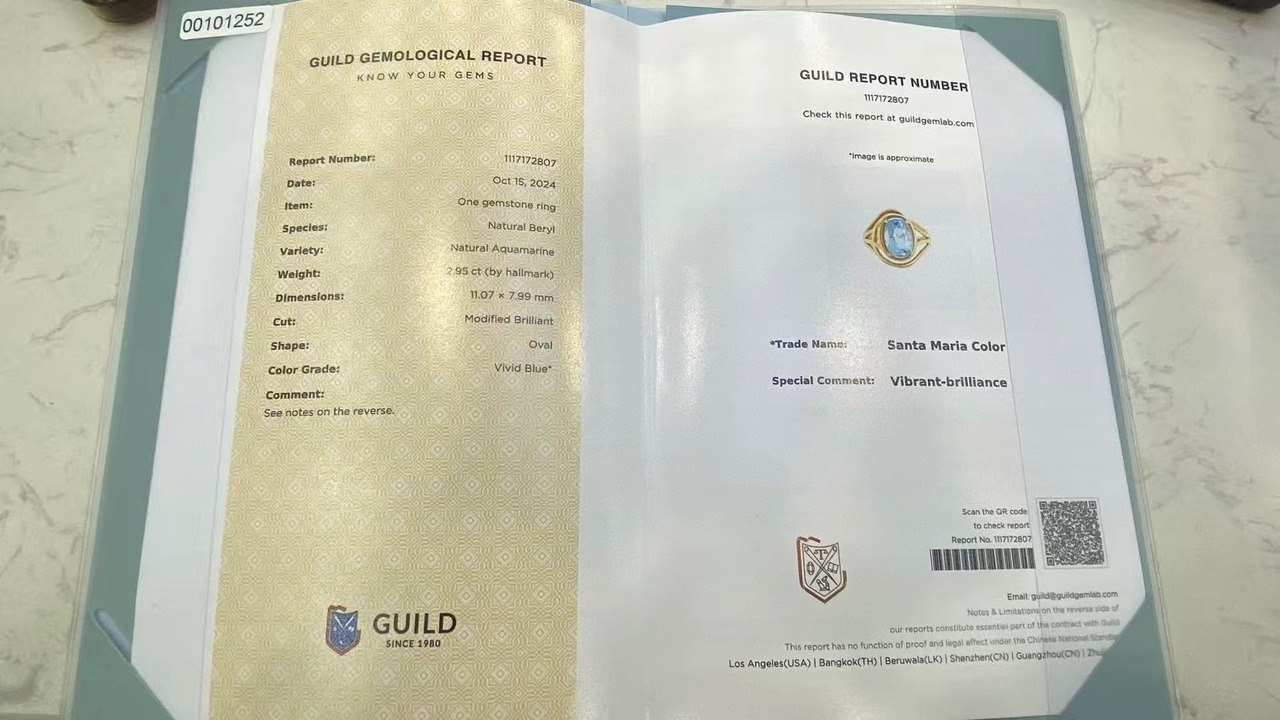 00101252
GUILD GEMOLOGICAL REPORT
KNOW YOUR GEMS
Report Number: 1117172807
Date: Oct 15, 2024
Item: One gemstone ring
Species: Natural Beryl
Variety: Natural Aquamarine
Weight: 2.95 ct (by hallmark)
Dimensions: 11.07 × 7.99 mm
Cut: Modified Brilliant
Shape: Oval
Color Grade: Vivid Blue*
Comment:
See notes on the reverse.
GUILD
SINCE 1980
GUILD REPORT NUMBER
1117172807
Check this report at guildgemlab.com
*Image is approximate
*Trade Name: Santa Maria Color
Special Comment: Vibrant-brilliance
Scan the QR code
to check report
Report No. 1117172807
Email: guild@guildgemlab.com
Notes & Limitations on the reverse side of
our reports constitute essential part of the contract with Guild
This report has no function of proof and legal effect under the Chinese National
Los Angeles(USA) | Bangkok(TH) | Beruwala(LK) | Shenzhen(CN) | Guangzhou(CN) |